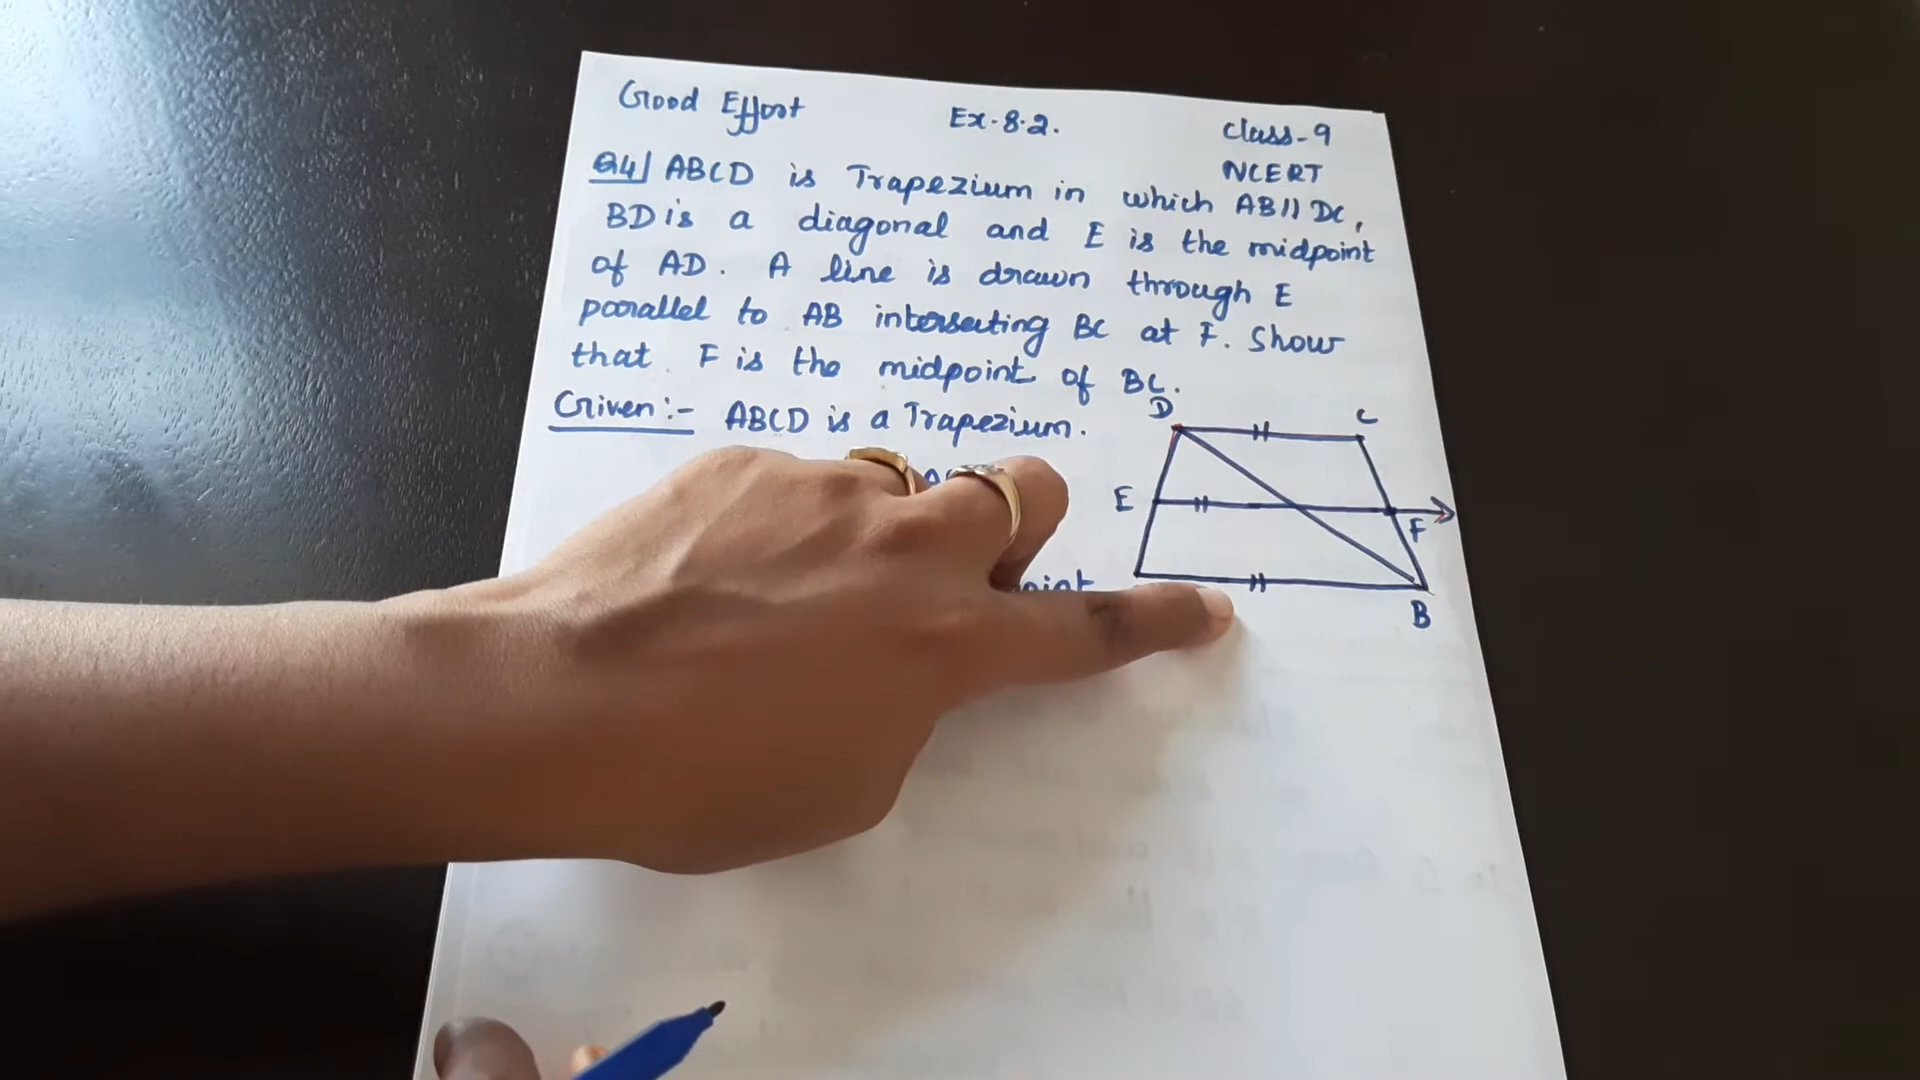 Good Effort Ex-8.2. Class-9
NCERT
Q4| ABCD is Trapezium in which AB || DC,
BD is a diagonal and E is the midpoint
of AD. A line is drawn through E
parallel to AB intersecting BC at F. Show
that F is the midpoint of BC.
Given:- ABCD is a Trapezium.
D C
E F
B